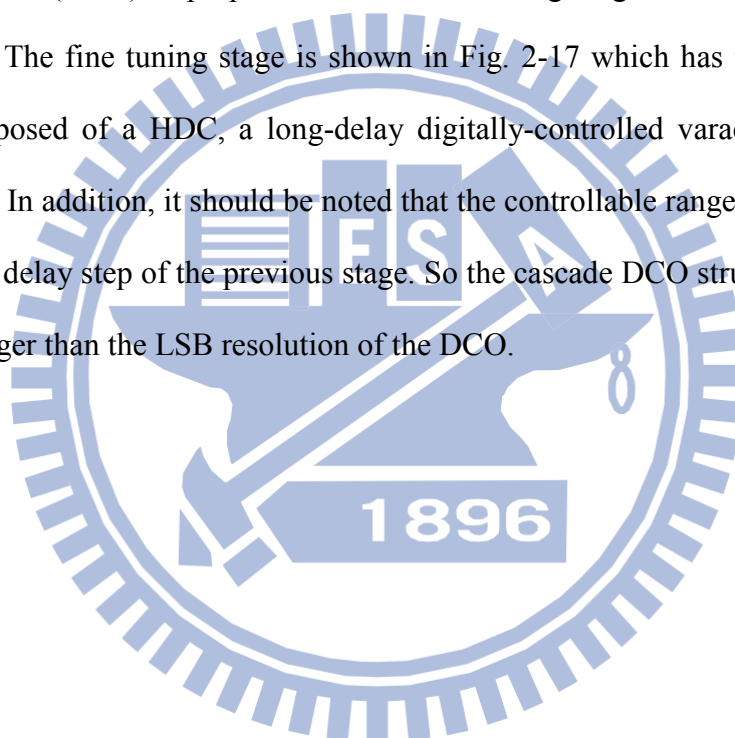 The fine tuning stage is shown in Fig. 2-17 which has
posed of a HDC, a long-delay digitally-controlled varac
In addition, it should be noted that the controllable range
delay step of the previous stage. So the cascade DCO stru
ger than the LSB resolution of the DCO.
E S A
1896